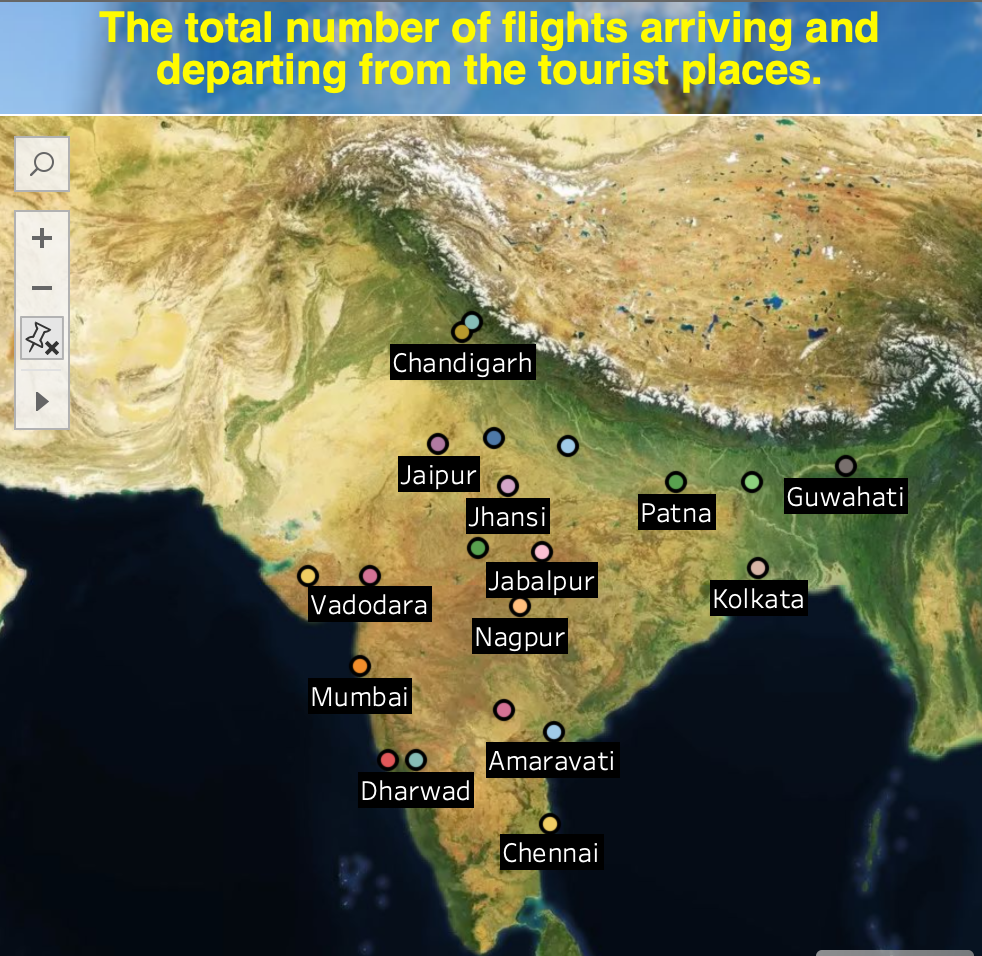 The total number of flights arriving and
departing from the tourist places.
Chandigarh
Jaipur
Jhansi
Patna
Guwahati
Jabalpur
Vadodara
Kolkata
Nagpur
Mumbai
Amaravati
Dharwad
Chennai